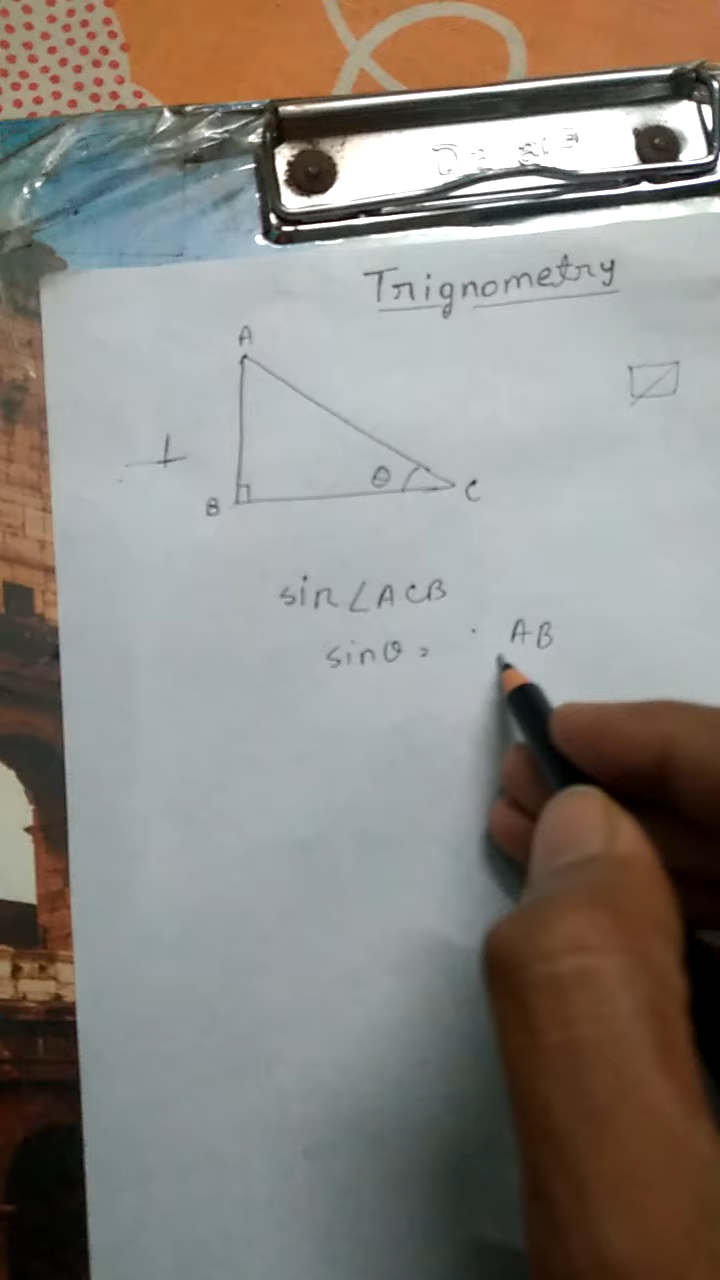 Trignometry
A
⊥
θ
B
C
sin∠ACB
sinθ = AB